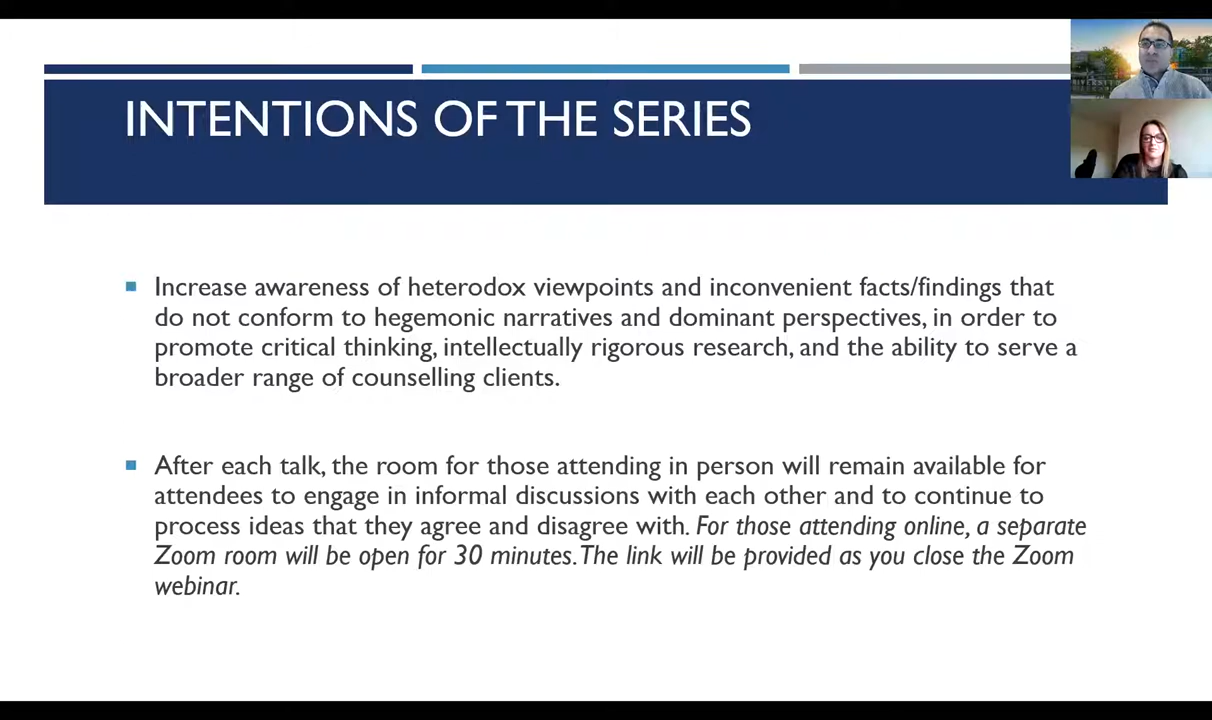 INTENTIONS OF THE SERIES
Increase awareness of heterodox viewpoints and inconvenient facts/findings that
do not conform to hegemonic narratives and dominant perspectives, in order to
promote critical thinking, intellectually rigorous research, and the ability to serve a
broader range of counselling clients.
After each talk, the room for those attending in person will remain available for
attendees to engage in informal discussions with each other and to continue to
process ideas that they agree and disagree with. For those attending online, a separate
Zoom room will be open for 30 minutes. The link will be provided as you close the Zoom
webinar.